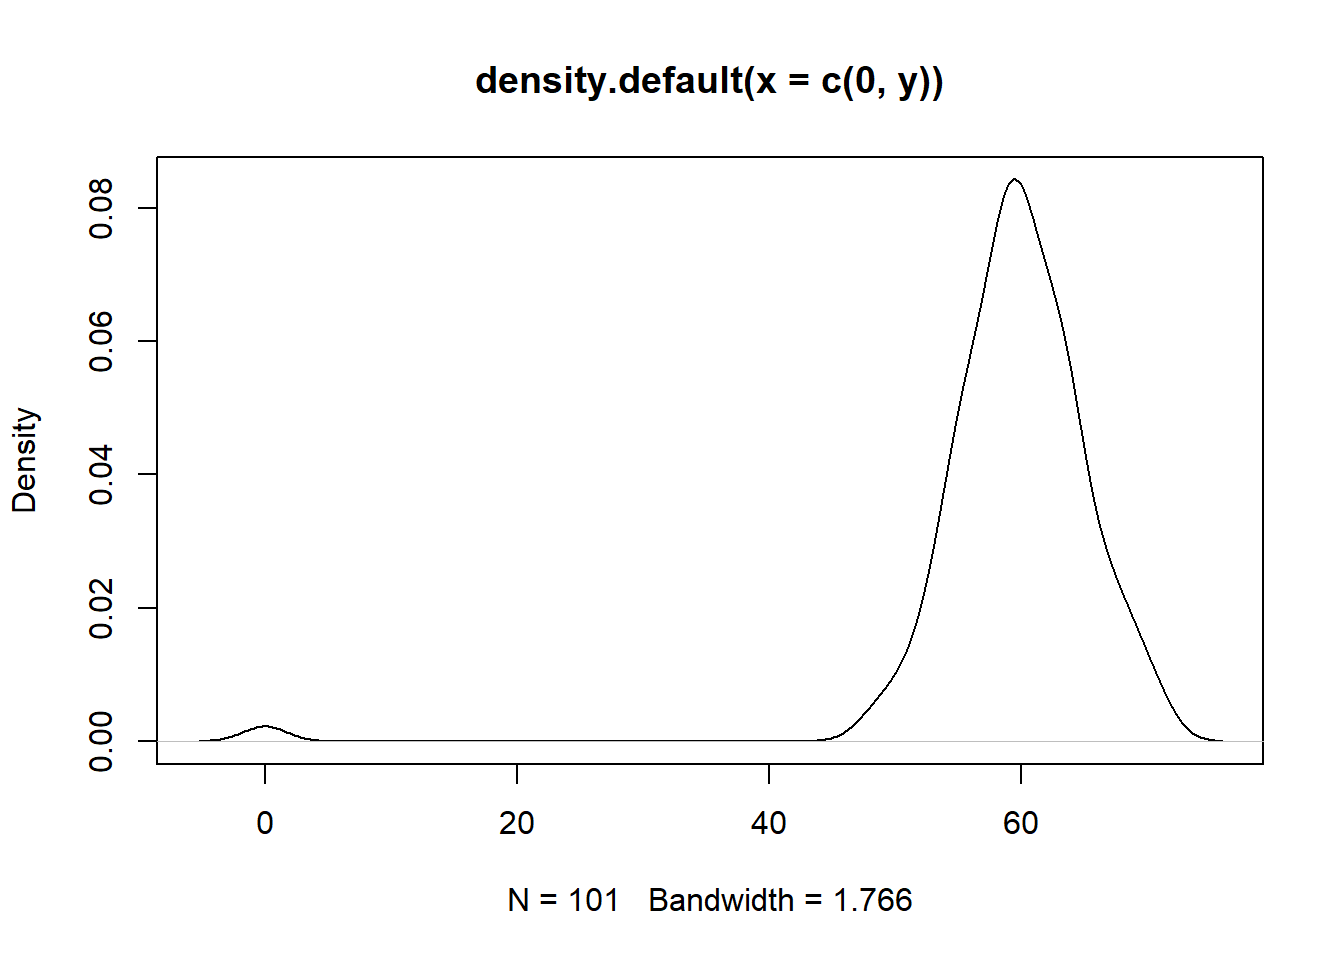 density.default(x = c(0, y))
Density
0.08
0.06
0.04
0.02
0.00
0 20 40 60
N = 101 Bandwidth = 1.766